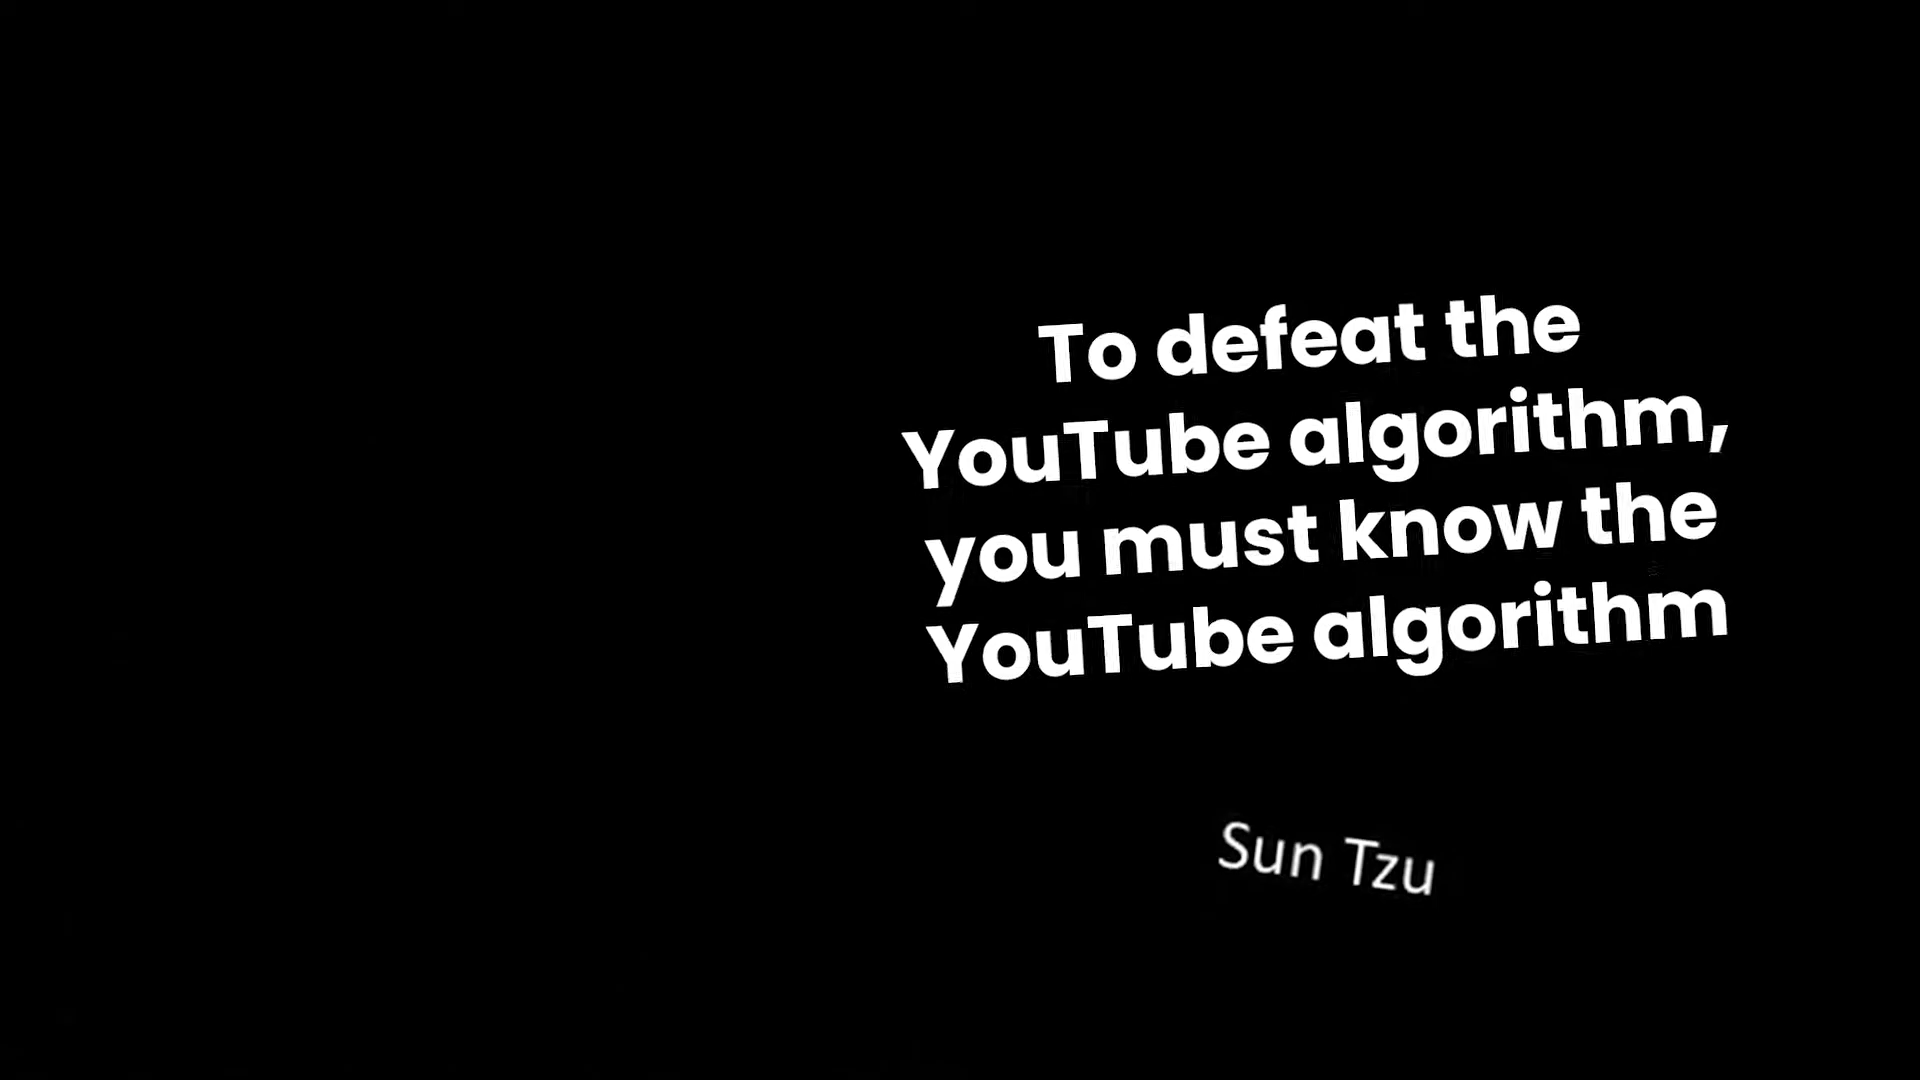 To defeat the
YouTube algorithm,
you must know the
YouTube algorithm
Sun Tzu